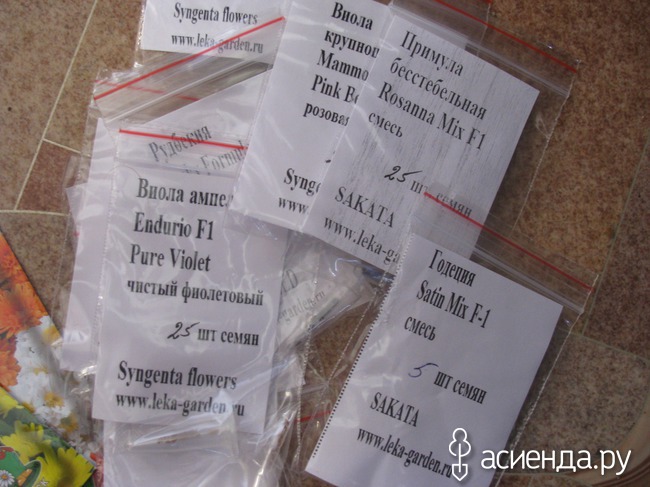 Syngenta flowers
www.leka-garden.ru
Виола
Pink
розовая
Syngenta
Примула
бесстебельная
Rosanna Mix F1
смесь
25 шт семян
SAKATA
www.leka-garden.ru
Виола
Endurio F1
Pure Violet
чистый фиолетовый
25 шт семян
Syngenta flowers
www.leka-garden.ru
Годеция
Satin Mix F-1
смесь
5 шт семян
SAKATA
www.leka-garden.ru
асиенда.ру